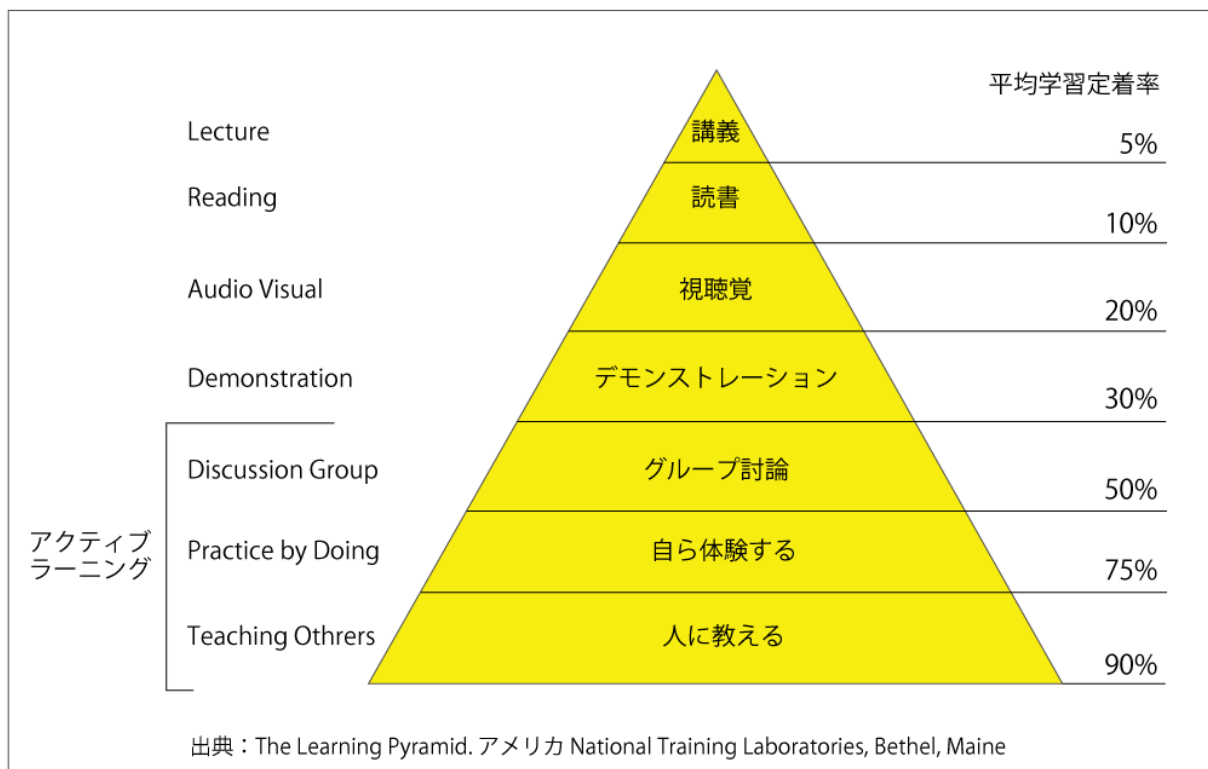 平均学習定着率
Lecture 講義 5%
Reading 読書 10%
Audio Visual 視聴覚 20%
Demonstration デモンストレーション 30%
Discussion Group グループ討論 50%
アクティブ
ラーニング
Practice by Doing 自ら体験する 75%
Teaching Othrers 人に教える 90%
出典：The Learning Pyramid. アメリカ National Training Laboratories, Bethel, Maine